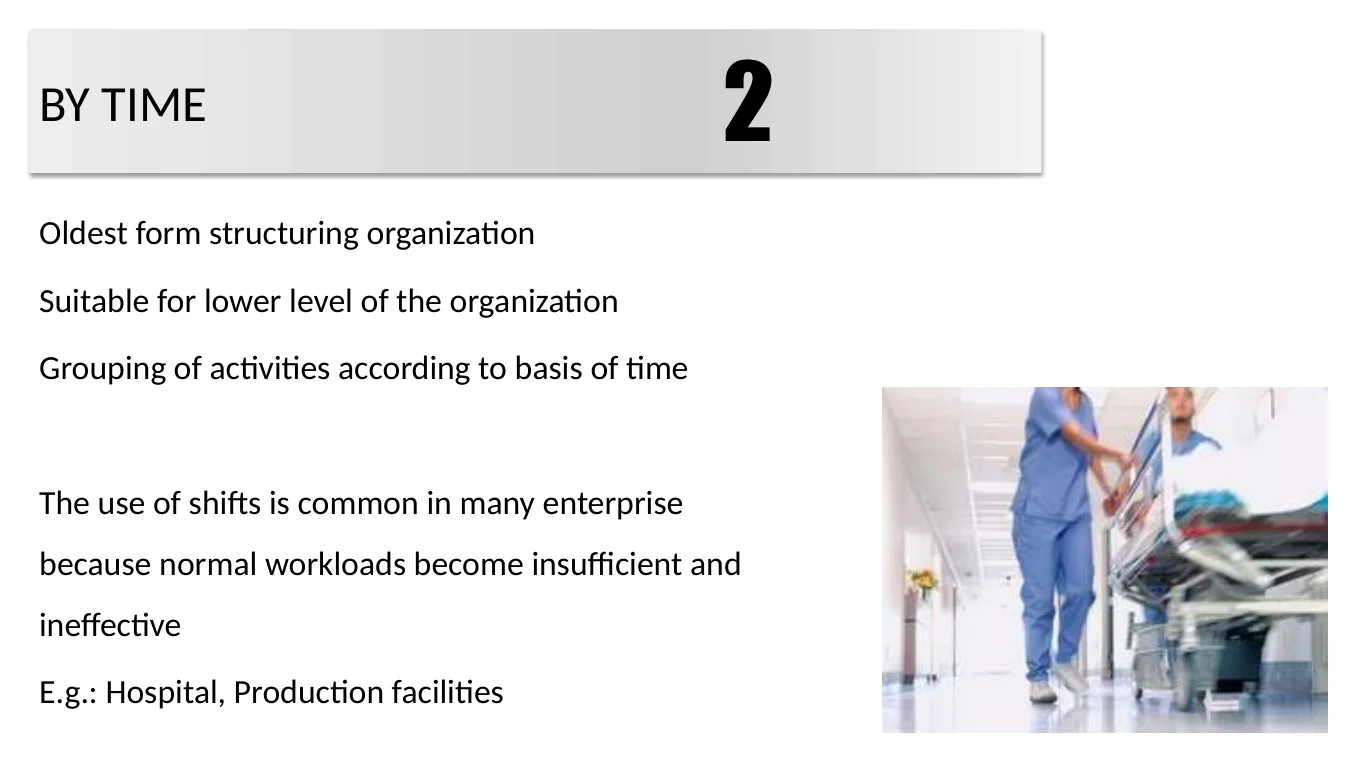 BY TIME
2
Oldest form structuring organization
Suitable for lower level of the organization
Grouping of activities according to basis of time
The use of shifts is common in many enterprise
because normal workloads become insufficient and
ineffective
E.g.: Hospital, Production facilities